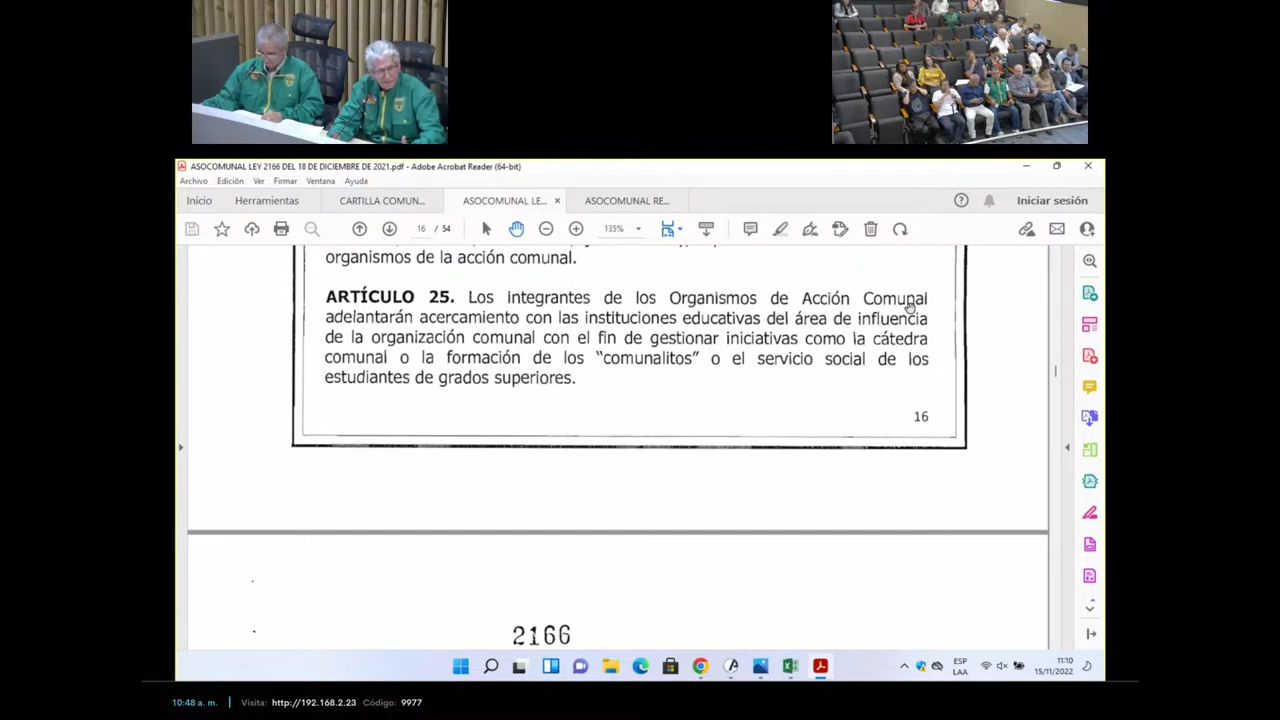 ASOCOMUNAL LEY 2166 DEL 18 DE DICIEMBRE DE 2021.pdf - Adobe Acrobat Reader (64-bit)
Archivo Edición Ver Firmar Ventana Ayuda
Inicio Herramientas CARTILLA COMUN... ASOCOMUNAL LE... × ASOCOMUNAL RE... Iniciar sesión
16 / 54 135%
organismos de la acción comunal.
ARTÍCULO 25. Los integrantes de los Organismos de Acción Comunal
adelantarán acercamiento con las instituciones educativas del área de influencia
de la organización comunal con el fin de gestionar iniciativas como la cátedra
comunal o la formación de los “comunalitos” o el servicio social de los
estudiantes de grados superiores.
16
2166
ESP
LAA
11:10
15/11/2022
10:48 a. m. | Visita: http://192.168.2.23 Código: 9977